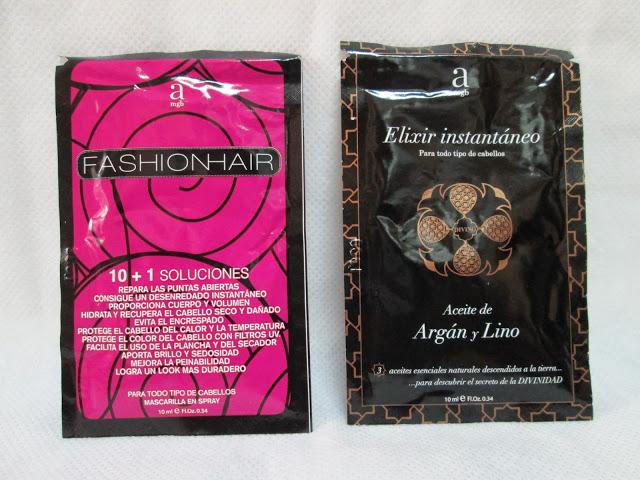 a
mgb
FASHIONHAIR
10 + 1 SOLUCIONES
REPARA LAS PUNTAS ABIERTAS
CONSIGUE UN DESENREDADO INSTANTÁNEO
PROPORCIONA CUERPO Y VOLUMEN
HIDRATA Y RECUPERA EL CABELLO SECO Y DAÑADO
EVITA EL ENCRESPADO
PROTEGE EL CABELLO DEL CALOR Y LA TEMPERATURA
PROTEGE EL COLOR DEL CABELLO CON FILTROS UV.
FACILITA EL USO DE LA PLANCHA Y DEL SECADOR
APORTA BRILLO Y SEDOSIDAD
MEJORA LA PEINABILIDAD
LOGRA UN LOOK MAS DURADERO
PARA TODO TIPO DE CABELLOS
MASCARILLA EN SPRAY
10 ml e Fl.Oz. 0.34
a
mgb
Elixir instantáneo
Para todo tipo de cabellos
DIVINO
Aceite de
Argán y Lino
3 aceites esenciales naturales descendidos a la tierra...
...para descubrir el secreto de la DIVINIDAD
10 ml e Fl.Oz. 0.34